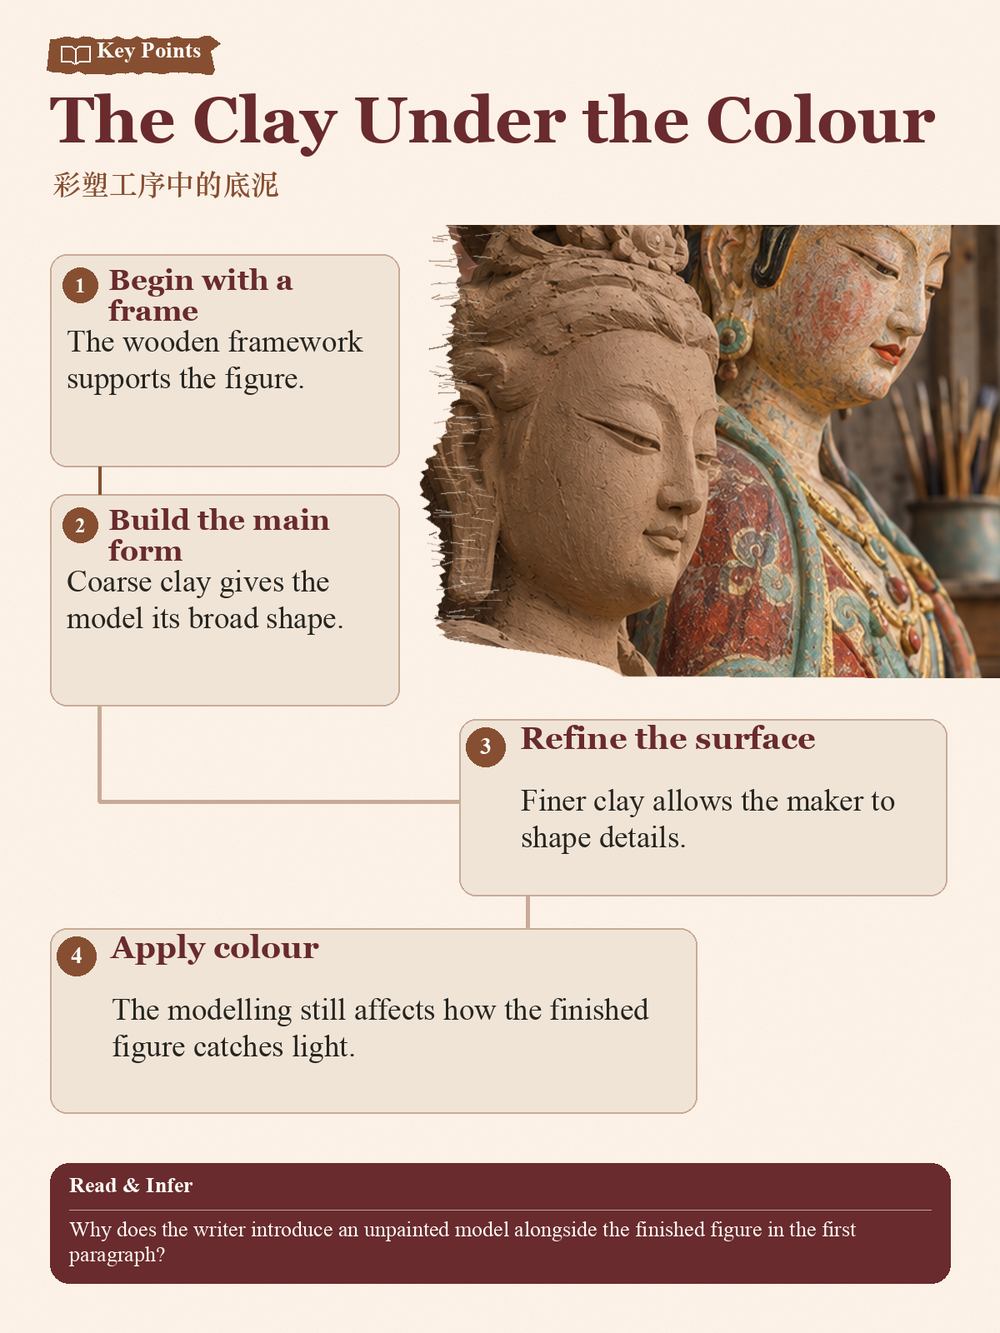 Key Points
The Clay Under the Colour
彩塑工序中的底泥
1
Begin with a
frame
The wooden framework
supports the figure.
2
Build the main
form
Coarse clay gives the
model its broad shape.
3
Refine the surface
Finer clay allows the maker to
shape details.
4
Apply colour
The modelling still affects how the finished
figure catches light.
Read & Infer
Why does the writer introduce an unpainted model alongside the finished figure in the first
paragraph?